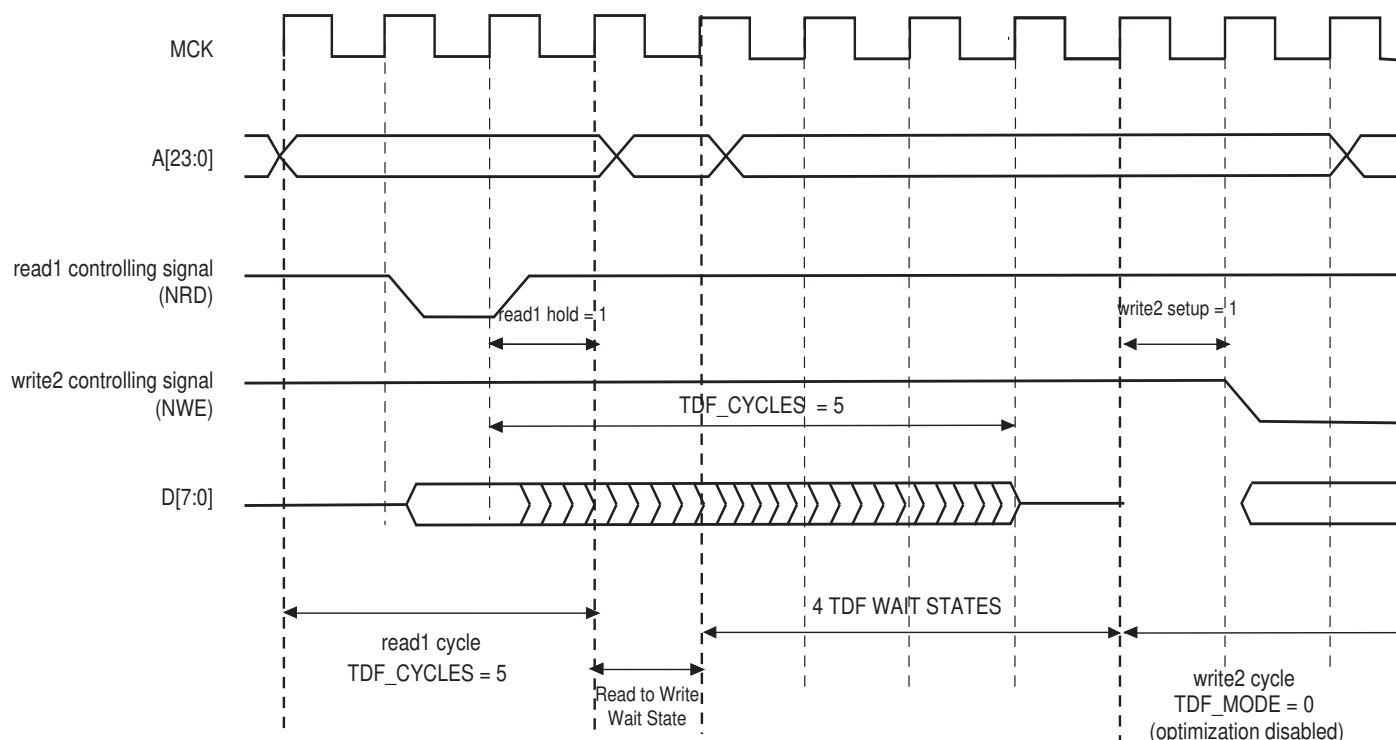 MCK
A[23:0]
read1 controlling signal
(NRD)
read1 hold = 1
write2 setup = 1
write2 controlling signal
(NWE)
TDF_CYCLES = 5
D[7:0]
4 TDF WAIT STATES
read1 cycle
TDF_CYCLES = 5
Read to Write
Wait State
write2 cycle
TDF_MODE = 0
(optimization disabled)